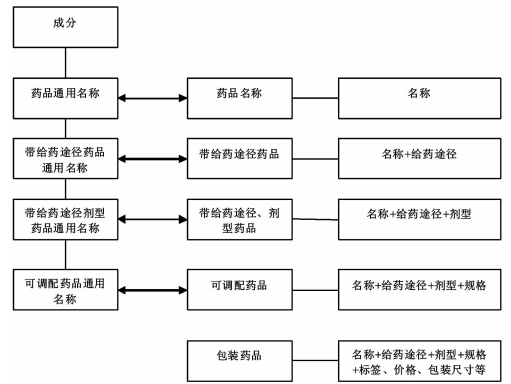 成分
药品通用名称
药品名称
名称
带给药途径药品
通用名称
带给药途径药品
名称+给药途径
带给药途径剂型
药品通用名称
带给药途径、剂
型药品
名称+给药途径+剂型
可调配药品通用
名称
可调配药品
名称+给药途径+剂型+规格
包装药品
名称+给药途径+剂型+规格
+标签、价格、包装尺寸等